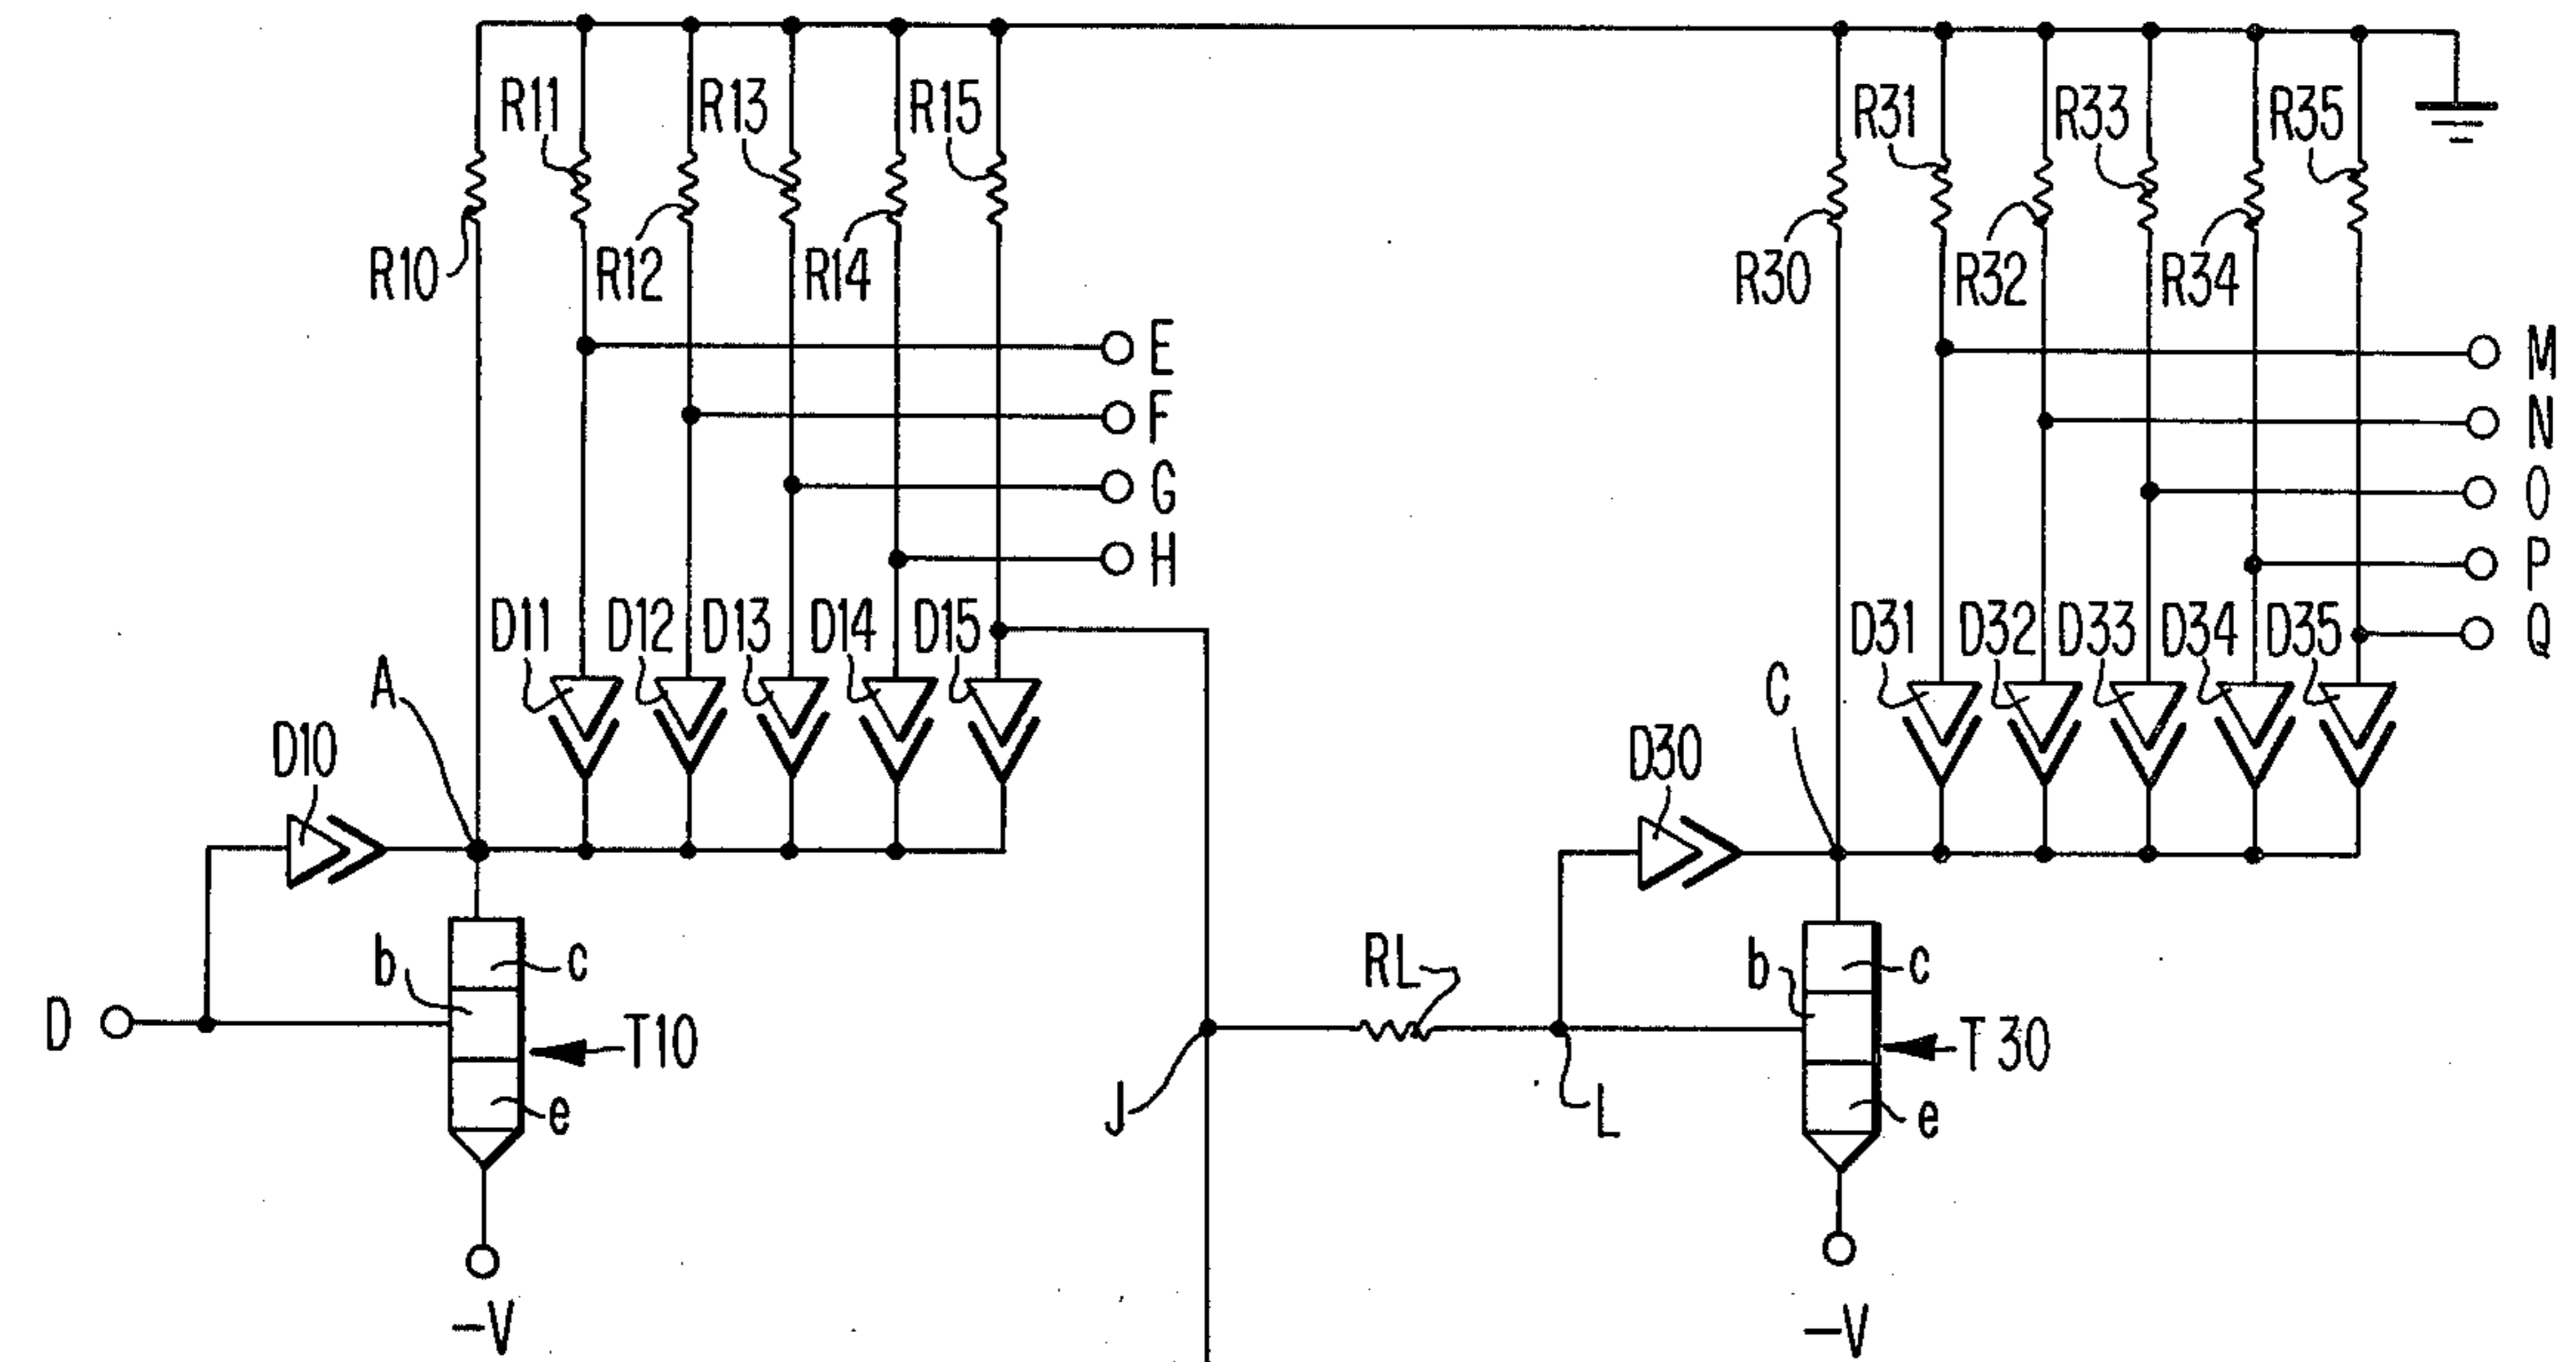 R11 R13 R15 R31 R33 R35
R10 R12 R14 R30 R32 R34
E M
F N
G O
H P
D11 D12 D13 D14 D15 D31 D32 D33 D34 D35 Q
A C
D10 D30
b c RL b c
D T10 T 30
e J L e
-V -V